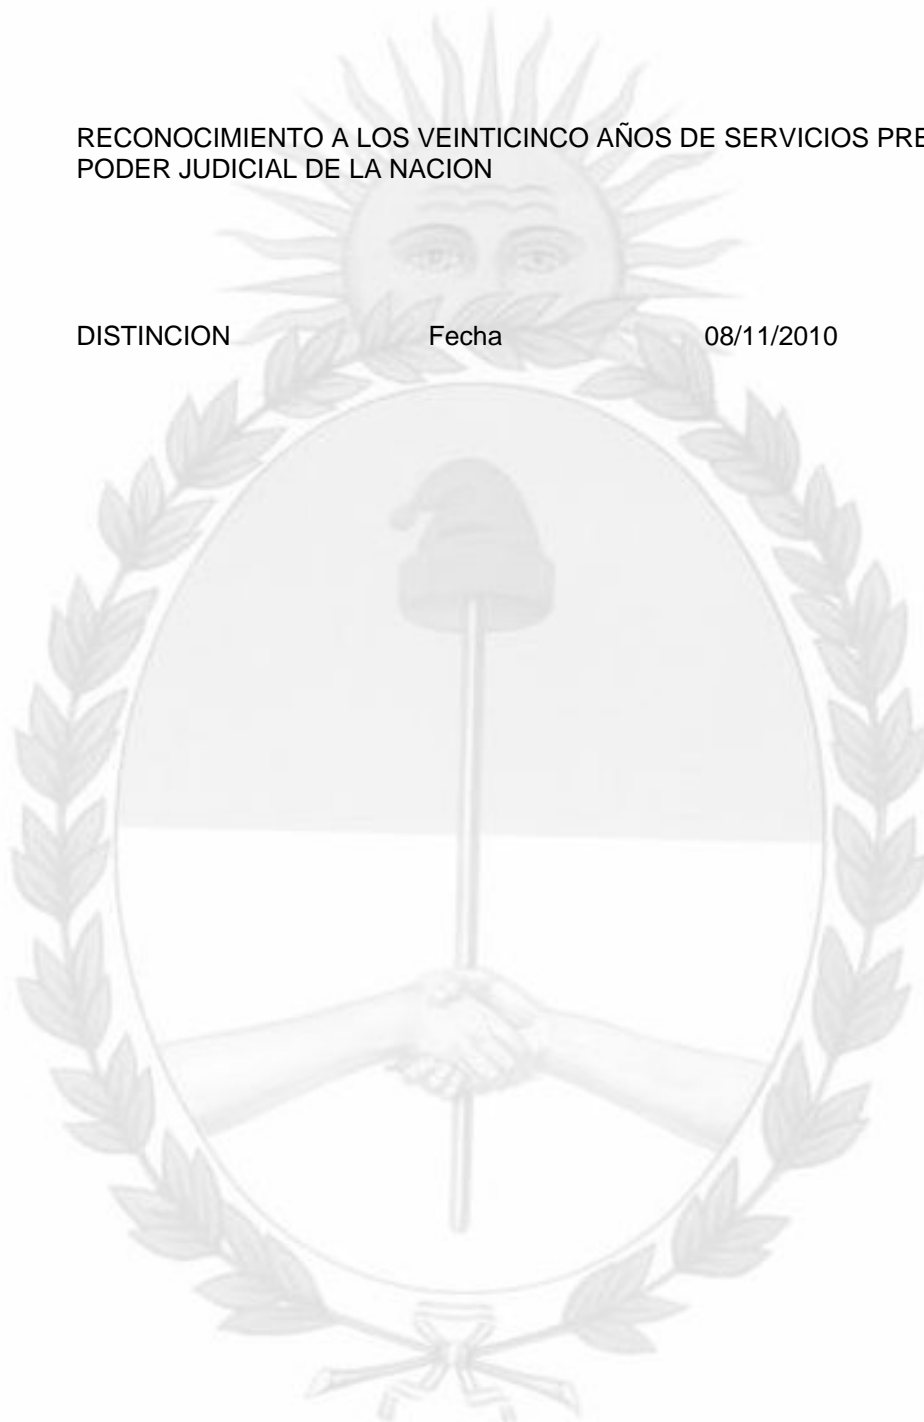 RECONOCIMIENTO A LOS VEINTICINCO AÑOS DE SERVICIOS PRE
PODER JUDICIAL DE LA NACION
DISTINCION Fecha 08/11/2010